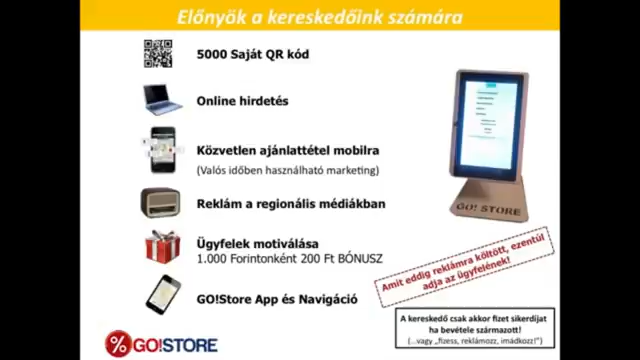 Előnyök a kereskedőink számára
5000 Saját QR kód
Online hirdetés
Közvetlen ajánlattétel mobilra
(Valós időben használható marketing)
Reklám a regionális médiákban
Ügyfelek motiválása
1.000 Forintonként 200 Ft BÓNUSZ
GO!Store App és Navigáció
GO! STORE
Amit eddig reklámra költött, ezentúl
adja az ügyfelének!
A kereskedő csak akkor fizet sikerdíjat
ha bevétele származott!
(...vagy „fizess, reklámozz, imádkozz!")
% GO!STORE